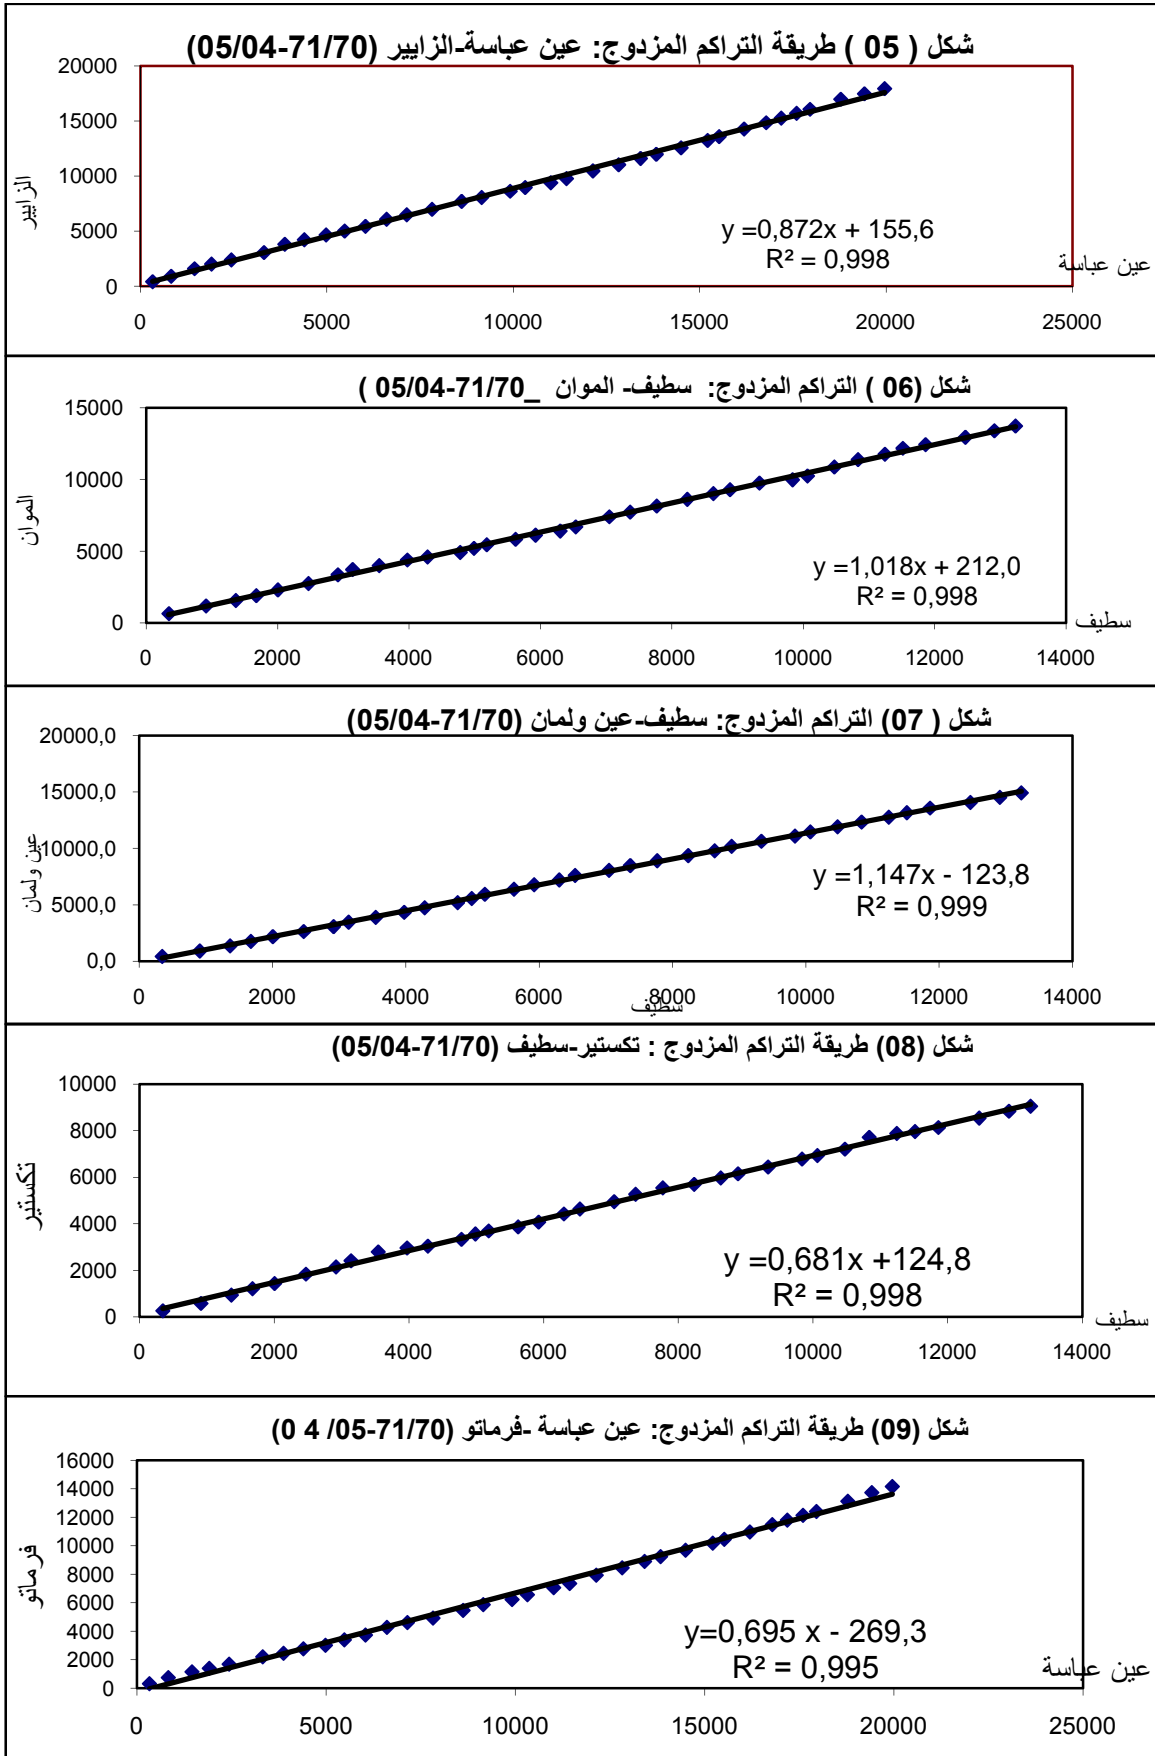 شكل ( 05 ) طريقة التراكم المزدوج: عين عباسة-الزايير (05/04-71/70)
20000
15000
10000
5000
0
الزايير
y =0,872x + 155,6
R² = 0,998
عين عباسة
0 5000 10000 15000 20000 25000
شكل (06 ) التراكم المزدوج: سطيف- الموان _05/04-71/70 )
15000
10000
5000
0
الموان
y =1,018x + 212,0
R² = 0,998
سطيف
0 2000 4000 6000 8000 10000 12000 14000
شكل ( 07) التراكم المزدوج: سطيف-عين ولمان (05/04-71/70)
20000,0
15000,0
10000,0
5000,0
0,0
عين ولمان
y =1,147x - 123,8
R² = 0,999
0 2000 4000 6000 8000 10000 12000 14000
سطيف
شكل (08) طريقة التراكم المزدوج : تكستير-سطيف (05/04-71/70)
10000
8000
6000
4000
2000
0
تكستير
y =0,681x +124,8
R² = 0,998
سطيف
0 2000 4000 6000 8000 10000 12000 14000
شكل (09) طريقة التراكم المزدوج: عين عباسة -فرماتو (05-71/70/ 4 0)
16000
14000
12000
10000
8000
6000
4000
2000
0
فرماتو
y=0,695 x - 269,3
R² = 0,995
عين عباسة
0 5000 10000 15000 20000 25000